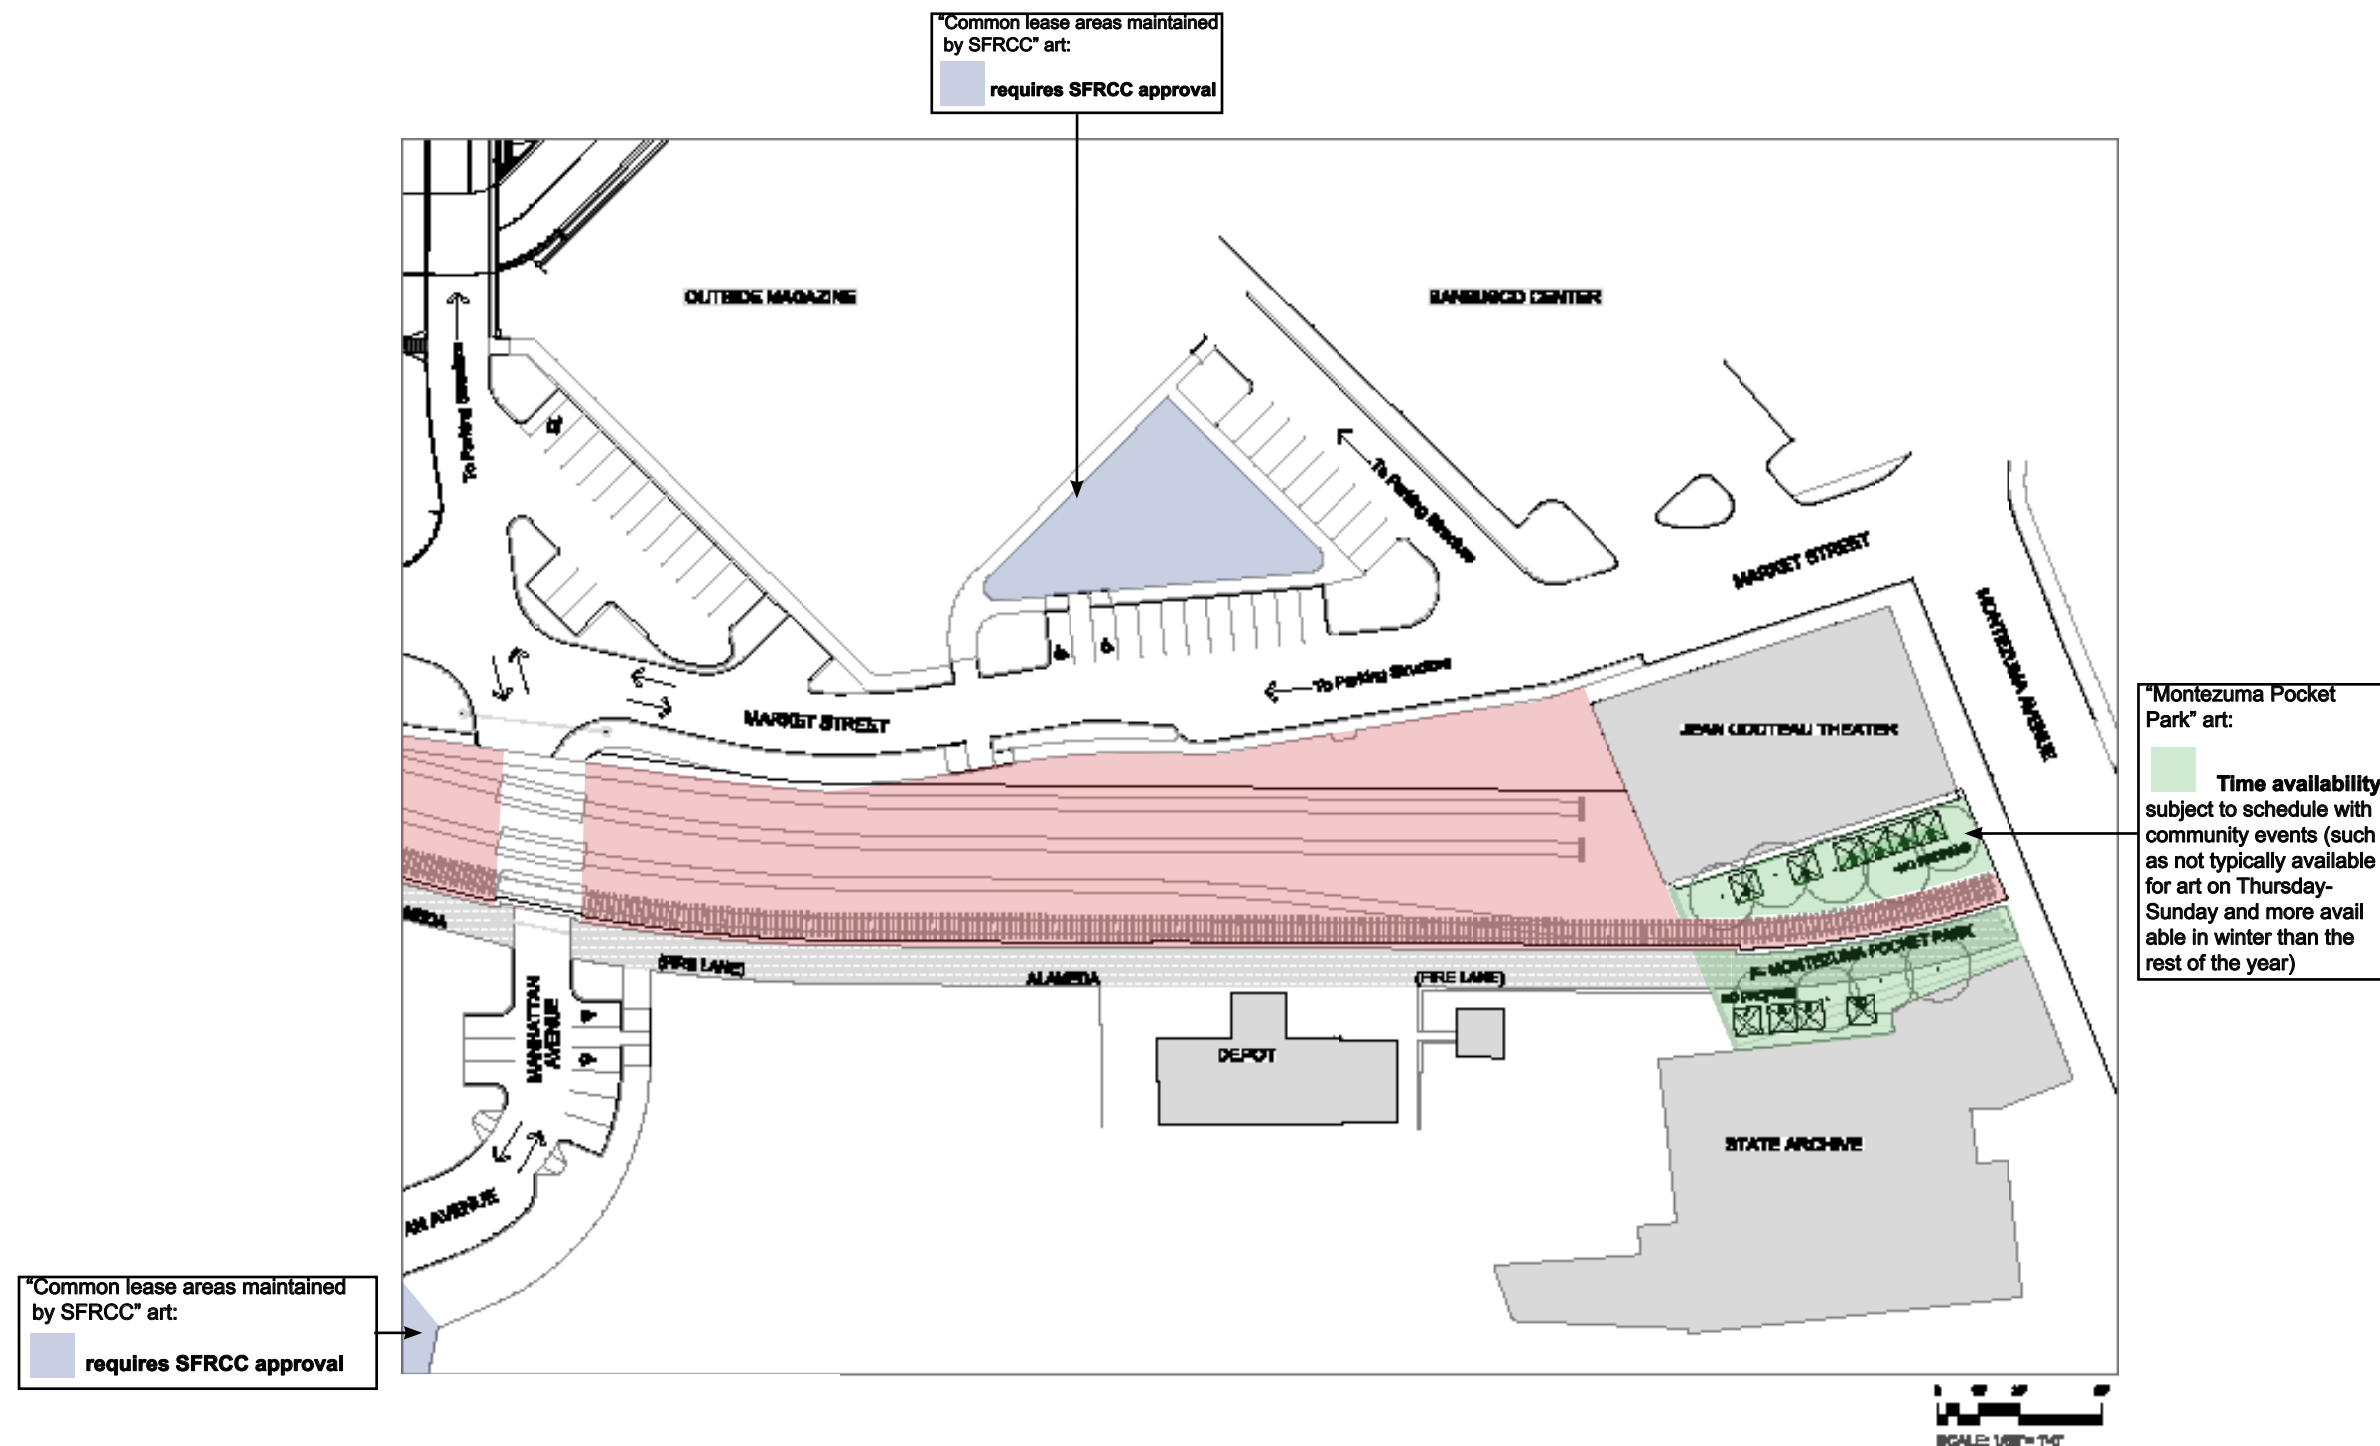 “Common lease areas maintained
by SFRCC” art:
requires SFRCC approval
OUTSIDE MAGAZINE
SANBUSCO CENTER
To Parking Structure
To Parking Structure
MARKET STREET
MONTEZUMA AVENUE
To Parking Structure
MARKET STREET
JEAN COCTEAU THEATER
“Montezuma Pocket
Park” art:
Time availability
subject to schedule with
community events (such
as not typically available
for art on Thursday-
Sunday and more avail
able in winter than the
rest of the year)
(FIRE LANE)
ALAMEDA
(FIRE LANE)
MONTEZUMA POCKET PARK
MANHATTAN
AVENUE
DEPOT
STATE ARCHIVE
AN AVENUE
“Common lease areas maintained
by SFRCC” art:
requires SFRCC approval